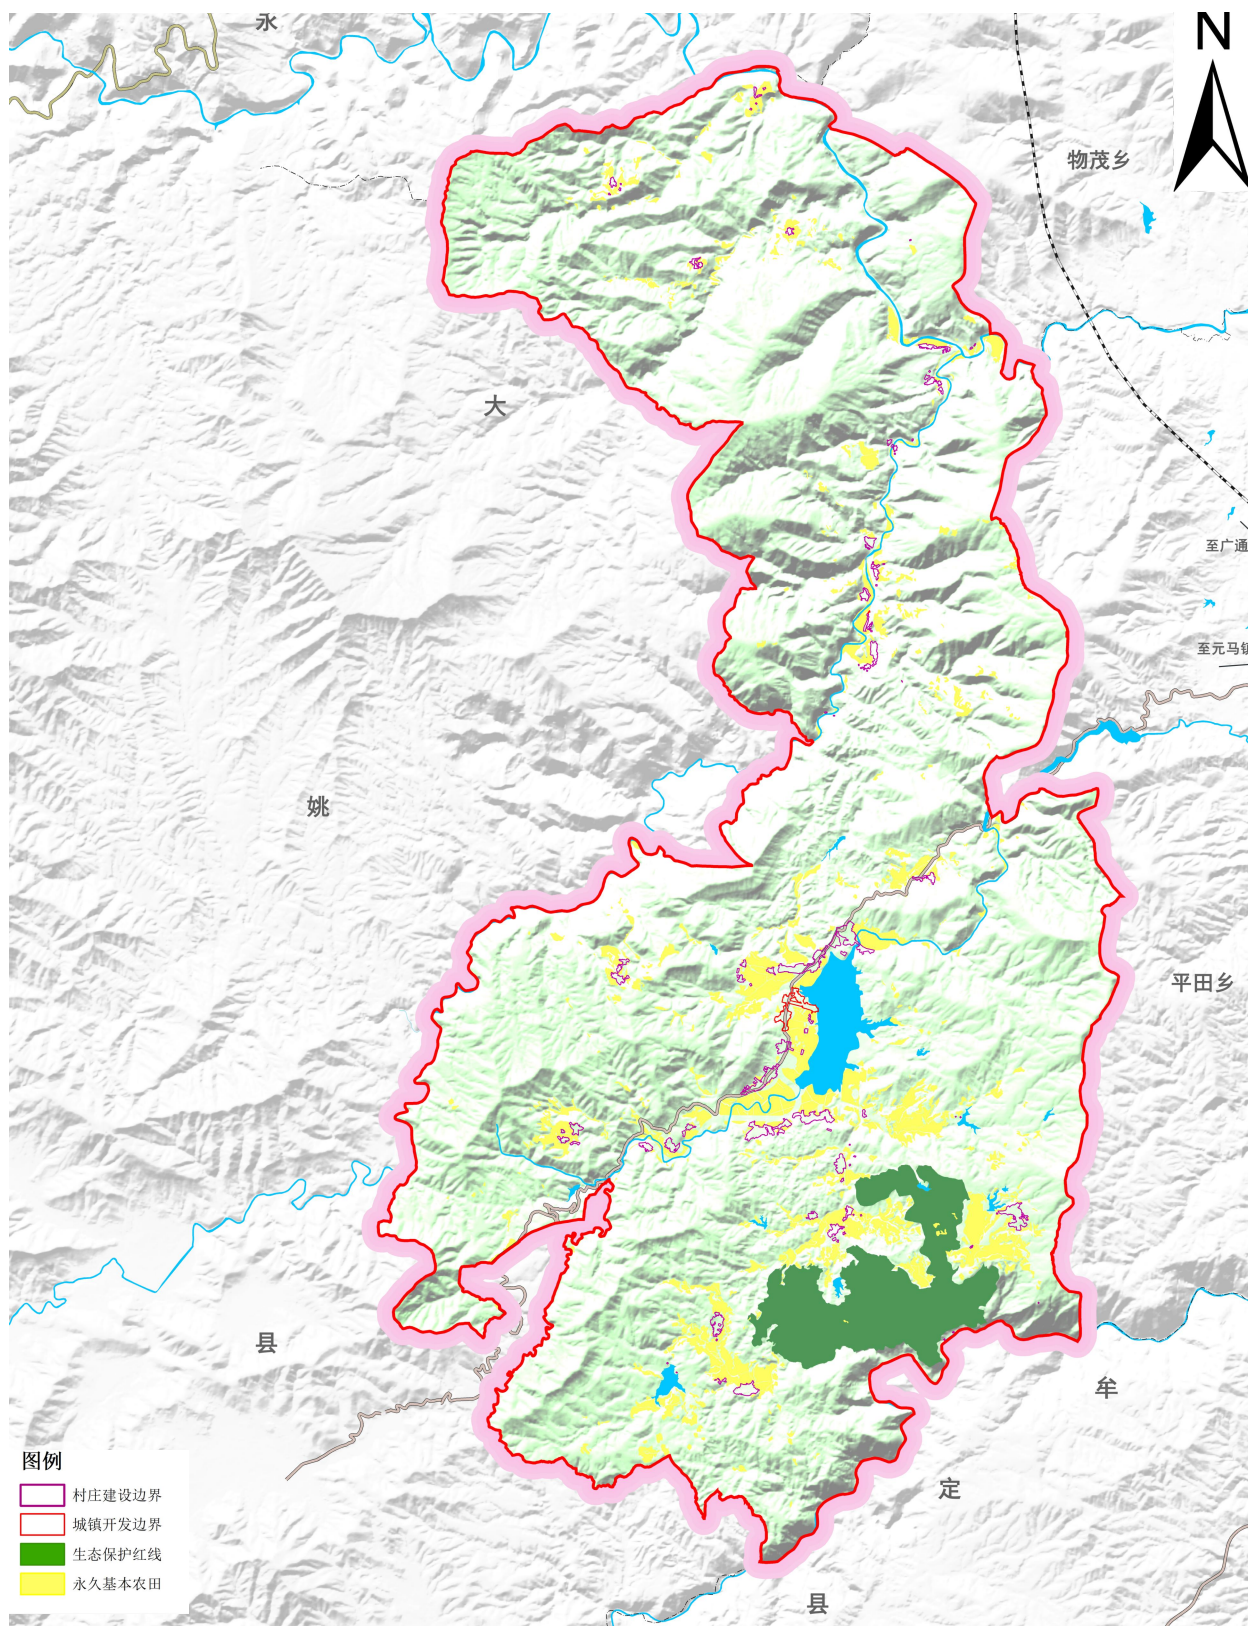 永
N
物茂乡
大
至广通
至元马镇
姚
平田乡
县
牟
定
县
图例
村庄建设边界
城镇开发边界
生态保护红线
永久基本农田